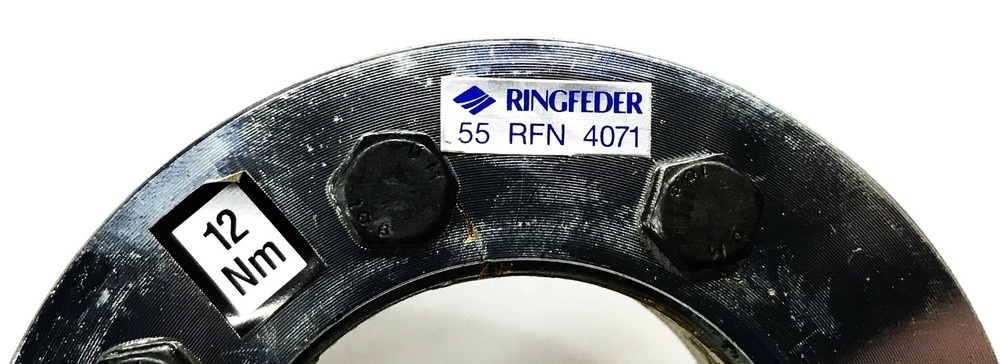 RINGFEDER
55 RFN 4071
12
Nm